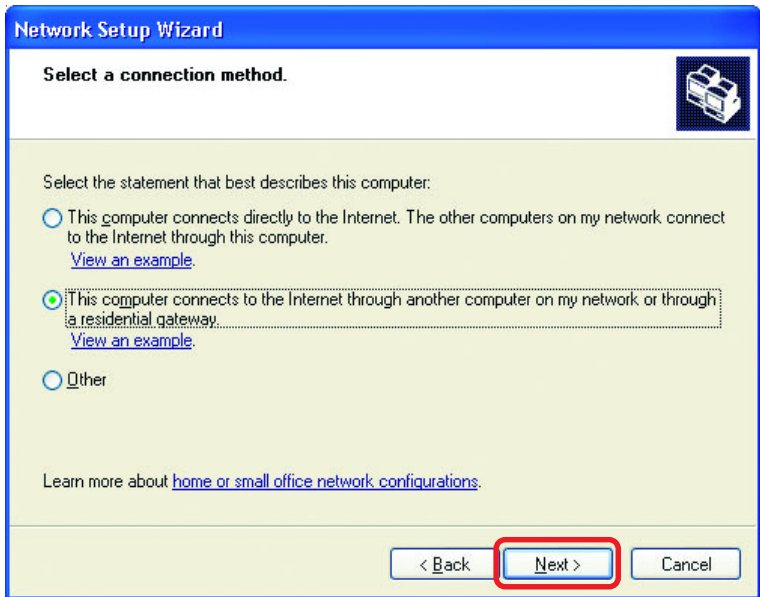 Network Setup Wizard
Select a connection method.
Select the statement that best describes this computer:
This computer connects directly to the Internet. The other computers on my network connect
to the Internet through this computer.
View an example.
This computer connects to the Internet through another computer on my network or through
a residential gateway.
View an example.
Other
Learn more about home or small office network configurations.
< Back Next > Cancel